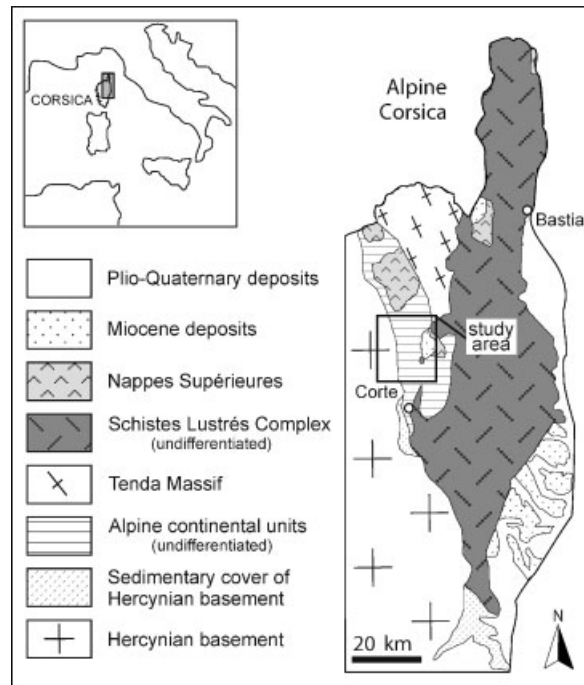 CORSICA
Alpine
Corsica
Bastia
study
area
Corte
Plio-Quaternary deposits
Miocene deposits
Nappes Supérieures
Schistes Lustrés Complex
(undifferentiated)
Tenda Massif
Alpine continental units
(undifferentiated)
Sedimentary cover of
Hercynian basement
Hercynian basement
20 km
N